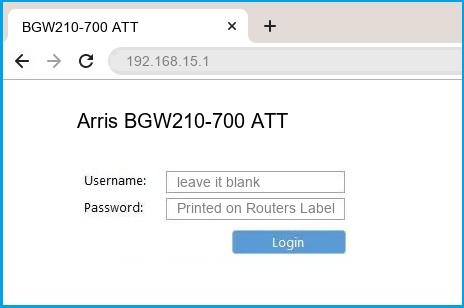 BGW210-700 ATT
192.168.15.1
Arris BGW210-700 ATT
Username: leave it blank
Password: Printed on Routers Label
Login